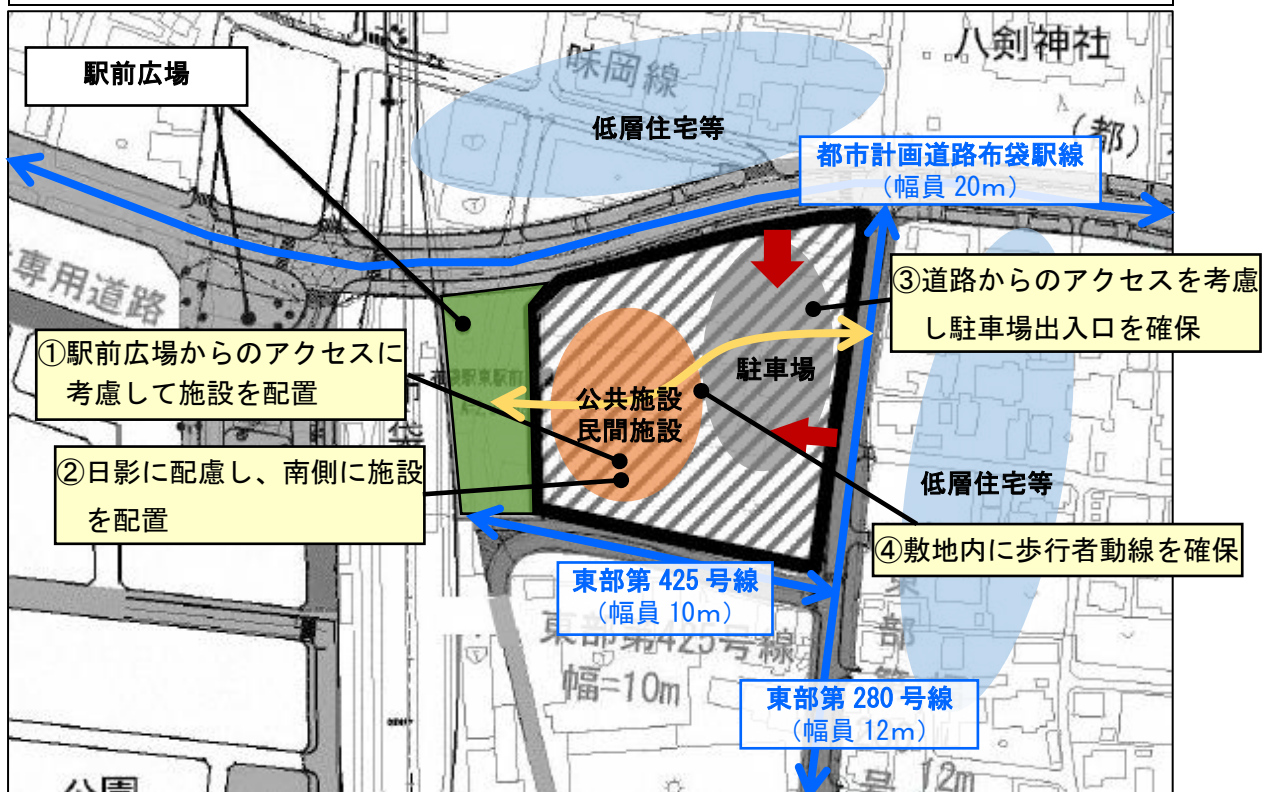 味岡線
八剣神社
駅前広場
低層住宅等
(都)
都市計画道路布袋駅線
（幅員 20ｍ）
専用道路
③道路からのアクセスを考慮
し駐車場出入口を確保
①駅前広場からのアクセスに
考慮して施設を配置
駐車場
公共施設
民間施設
②日影に配慮し、南側に施設
を配置
低層住宅等
④敷地内に歩行者動線を確保
東部第 425 号線
（幅員 10ｍ）
東部第425号線
幅=10m
東部第 280 号線
（幅員 12ｍ）
12m
号
公園